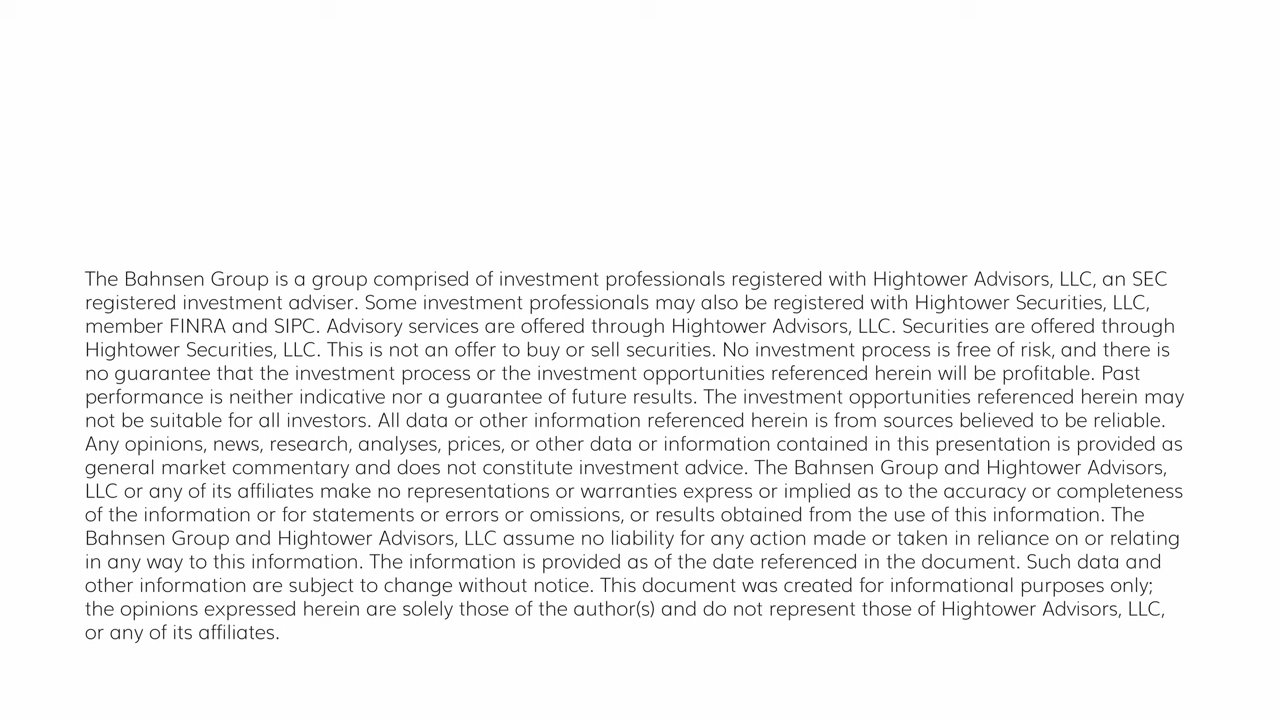 The Bahnsen Group is a group comprised of investment professionals registered with Hightower Advisors, LLC, an SEC
registered investment adviser. Some investment professionals may also be registered with Hightower Securities, LLC,
member FINRA and SIPC. Advisory services are offered through Hightower Advisors, LLC. Securities are offered through
Hightower Securities, LLC. This is not an offer to buy or sell securities. No investment process is free of risk, and there is
no guarantee that the investment process or the investment opportunities referenced herein will be profitable. Past
performance is neither indicative nor a guarantee of future results. The investment opportunities referenced herein may
not be suitable for all investors. All data or other information referenced herein is from sources believed to be reliable.
Any opinions, news, research, analyses, prices, or other data or information contained in this presentation is provided as
general market commentary and does not constitute investment advice. The Bahnsen Group and Hightower Advisors,
LLC or any of its affiliates make no representations or warranties express or implied as to the accuracy or completeness
of the information or for statements or errors or omissions, or results obtained from the use of this information. The
Bahnsen Group and Hightower Advisors, LLC assume no liability for any action made or taken in reliance on or relating
in any way to this information. The information is provided as of the date referenced in the document. Such data and
other information are subject to change without notice. This document was created for informational purposes only;
the opinions expressed herein are solely those of the author(s) and do not represent those of Hightower Advisors, LLC,
or any of its affiliates.